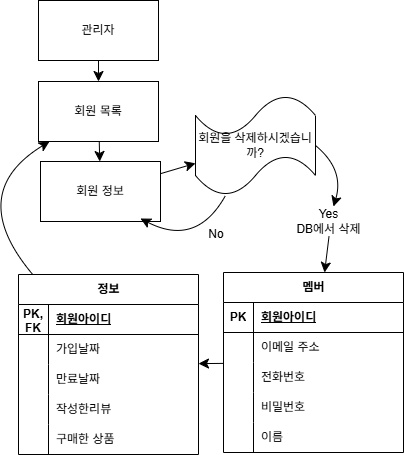 관리자
회원 목록
회원 정보
회원을 삭제하시겠습니
까?
No
Yes
DB에서 삭제
정보
PK,
FK
회원아이디
가입날짜
만료날짜
작성한리뷰
구매한 상품
멤버
PK
회원아이디
이메일 주소
전화번호
비밀번호
이름